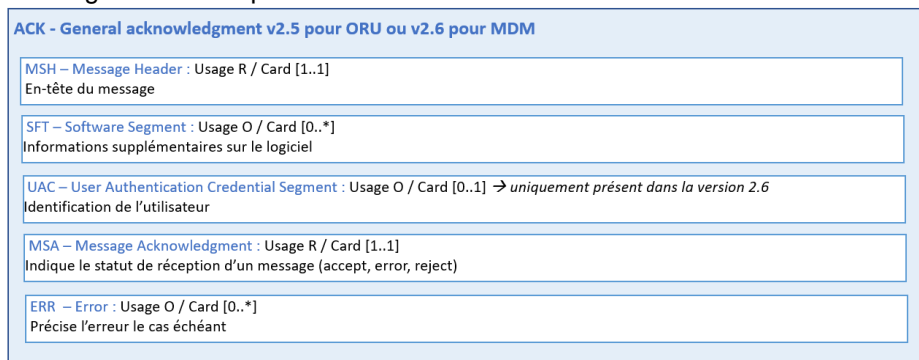 ACK - General acknowledgment v2.5 pour ORU ou v2.6 pour MDM
MSH – Message Header : Usage R / Card [1..1]
En-tête du message
SFT – Software Segment : Usage O / Card [0..*]
Informations supplémentaires sur le logiciel
UAC – User Authentication Credential Segment : Usage O / Card [0..1] → uniquement présent dans la version 2.6
Identification de l’utilisateur
MSA – Message Acknowledgment : Usage R / Card [1..1]
Indique le statut de réception d’un message (accept, error, reject)
ERR – Error : Usage O / Card [0..*]
Précise l’erreur le cas échéant